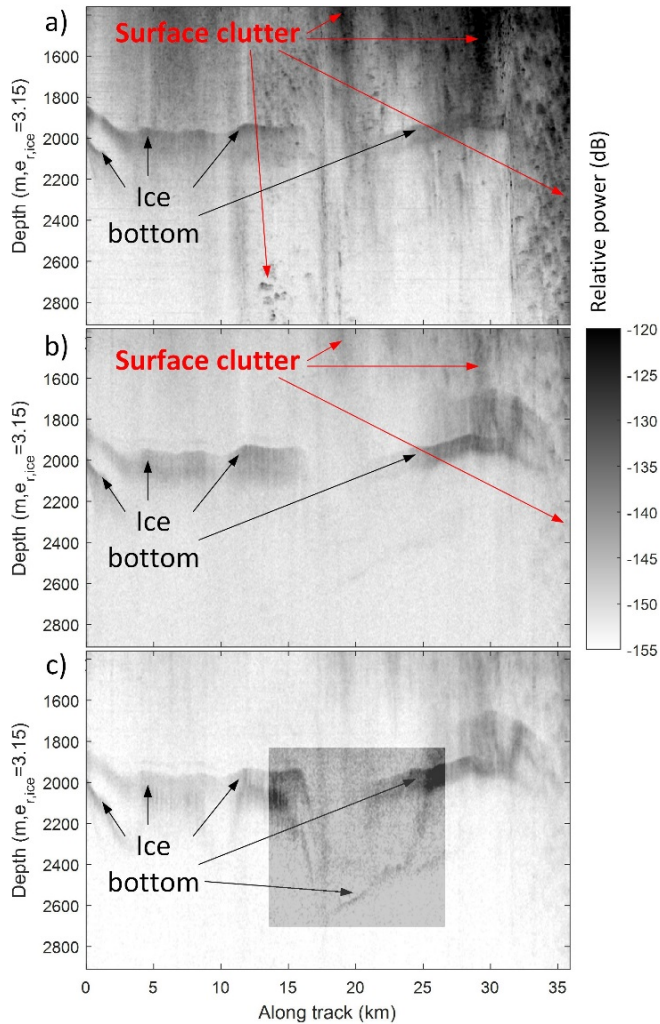 a)
Surface clutter
1600
1800
2000
2200
2400
2600
2800
Depth (m,er,ice=3.15)
Ice
bottom
b)
Surface clutter
1600
1800
2000
2200
2400
2600
2800
Depth (m,er,ice=3.15)
Ice
bottom
Relative power (dB)
-120
-125
-130
-135
-140
-145
-150
-155
c)
1600
1800
2000
2200
2400
2600
2800
Depth (m,er,ice=3.15)
Ice
bottom
0 5 10 15 20 25 30 35
Along track (km)